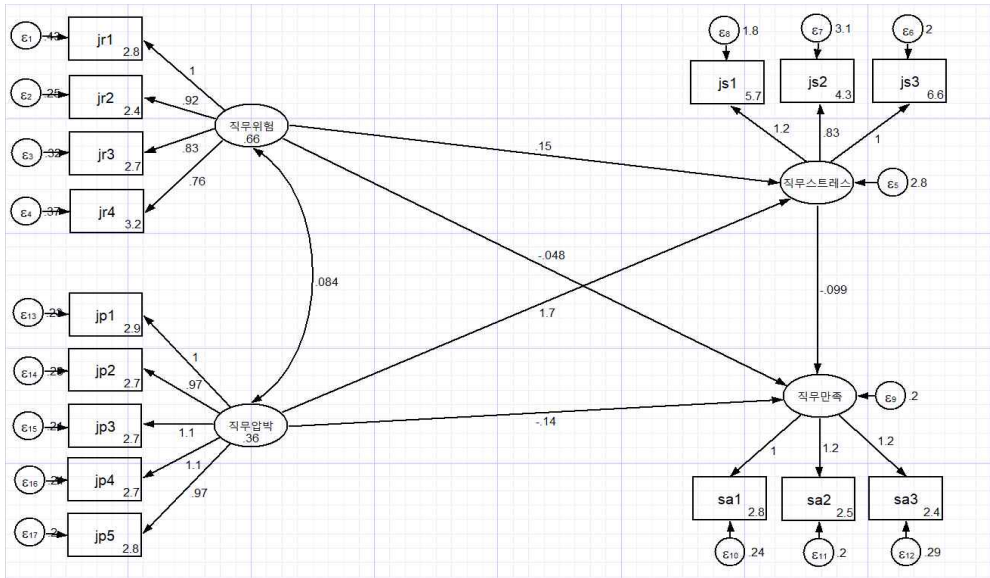 ε1 .43
jr1 2.8
ε2 .25
jr2 2.4
ε3 .32
jr3 2.7
ε4 .37
jr4 3.2
1
.92
.83
.76
직무위험
.66
ε8 1.8
ε7 3.1
ε6 2
js1 5.7
js2 4.3
js3 6.6
1.2
.83
1
.15
직무스트레스
ε5 2.8
-.048
.084
1.7
-.099
ε13
jp1 2.9
ε14
jp2 2.7
ε15
jp3 2.7
ε16
jp4 2.7
ε17 .2
jp5 2.8
1
.97
1.1
1.1
.97
직무압박
.36
-.14
직무만족
ε9 .2
1
1.2
1.2
sa1 2.8
sa2 2.5
sa3 2.4
ε10 .24
ε11 .2
ε12 .29